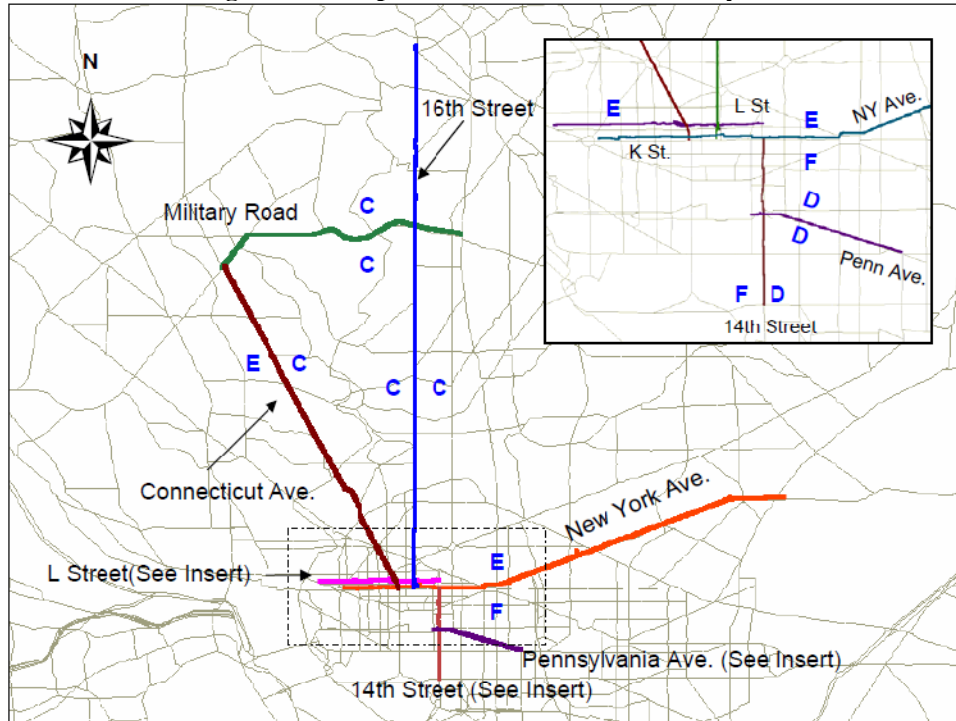 N
16th Street
Military Road
C
C
E C
C C
Connecticut Ave.
New York Ave.
L Street(See Insert)
E
F
Pennsylvania Ave. (See Insert)
14th Street (See Insert)
E
L St
E
NY Ave.
K St.
F
D
D
Penn Ave.
F D
14th Street